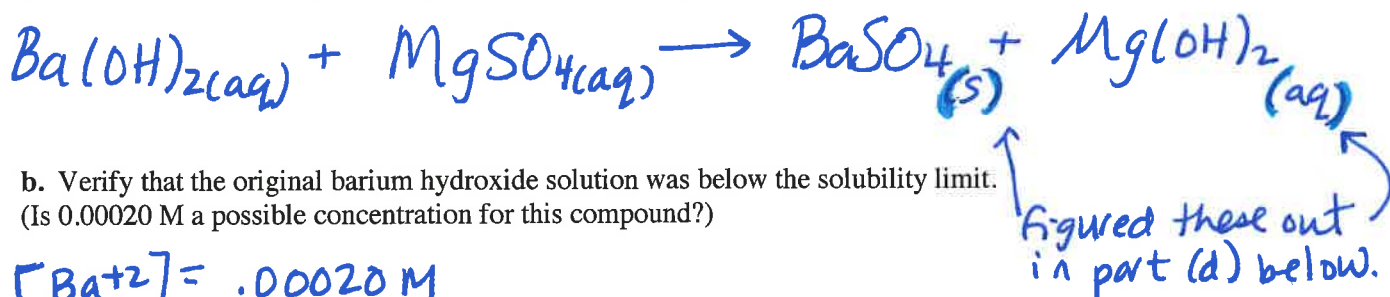 Ba(OH)2(aq) + MgSO4(aq) → BaSO4(s) + Mg(OH)2(aq)
b. Verify that the original barium hydroxide solution was below the solubility limit.
(Is 0.00020 M a possible concentration for this compound?)
figured these out
in part (d) below.
[Ba+2] = .00020 M